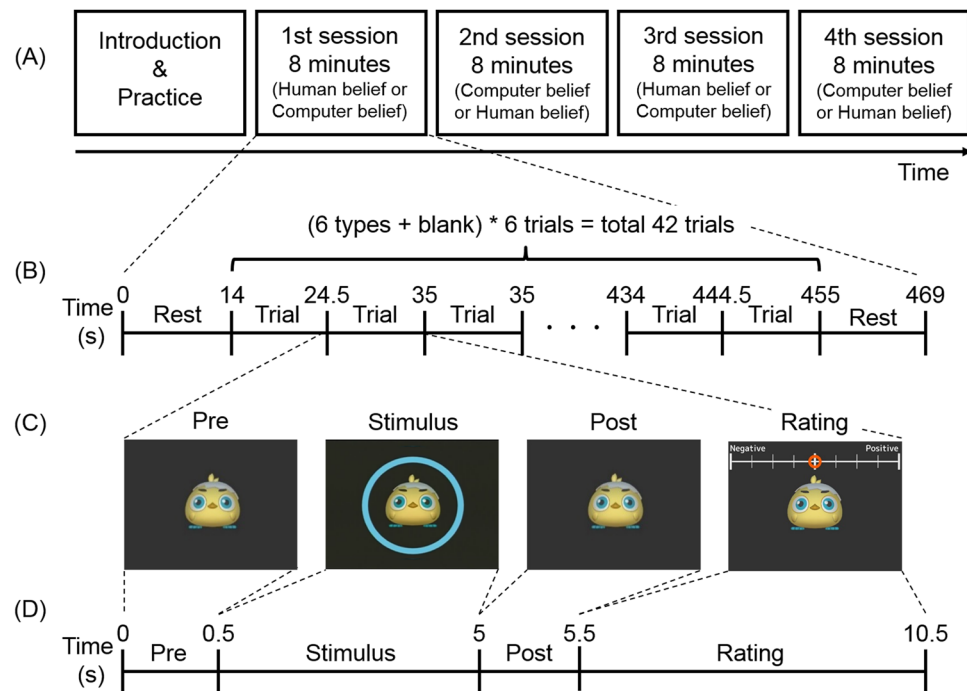 (A)
Introduction
&
Practice
1st session
8 minutes
(Human belief or
Computer belief)
2nd session
8 minutes
(Computer belief
or Human belief)
3rd session
8 minutes
(Human belief or
Computer belief)
4th session
8 minutes
(Computer belief
or Human belief)
Time
(6 types + blank) * 6 trials = total 42 trials
(B)
Time
(s)
0 14 24.5 35 35 434 444.5 455 469
Rest Trial Trial Trial . . . Trial Trial Rest
(C)
Pre Stimulus Post Rating
Negative Positive
(D)
Time
(s)
0 0.5 5 5.5 10.5
Pre Stimulus Post Rating